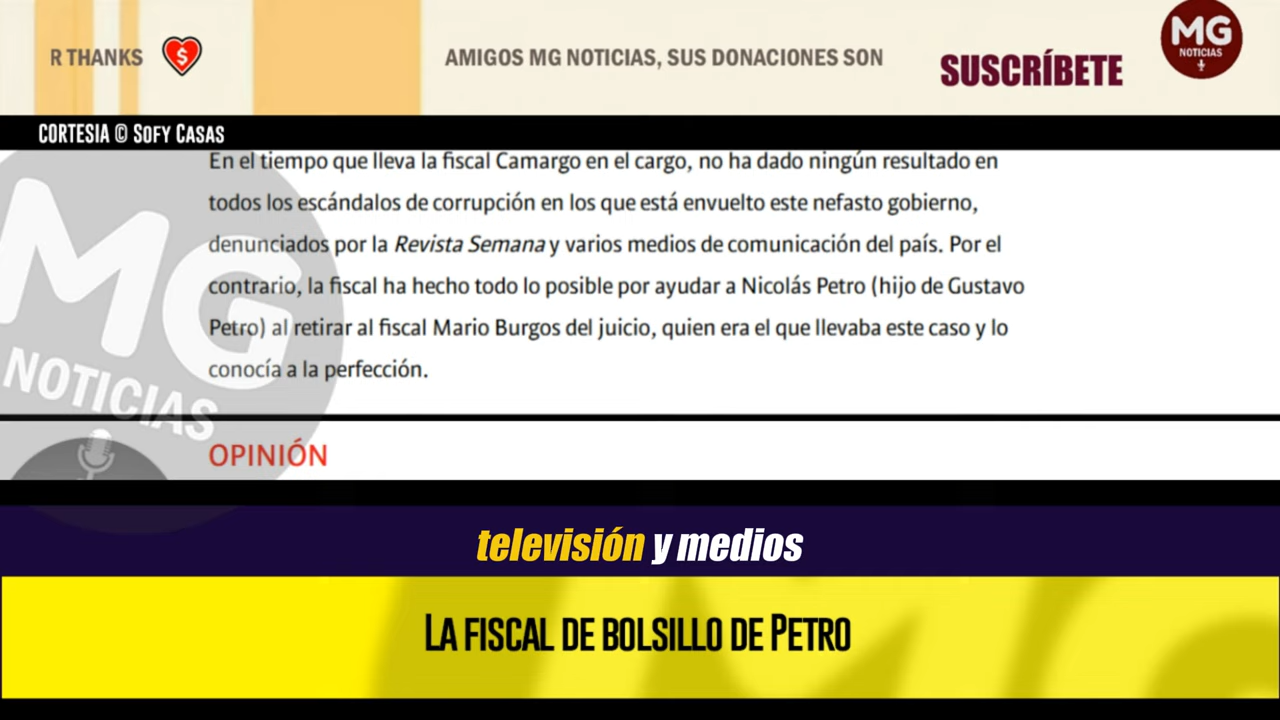 R THANKS
AMIGOS MG NOTICIAS, SUS DONACIONES SON
SUSCRÍBETE
MG
NOTICIAS
CORTESIA © SOFY CASAS
En el tiempo que lleva la fiscal Camargo en el cargo, no ha dado ningún resultado en
todos los escándalos de corrupción en los que está envuelto este nefasto gobierno,
denunciados por la Revista Semana y varios medios de comunicación del país. Por el
contrario, la fiscal ha hecho todo lo posible por ayudar a Nicolás Petro (hijo de Gustavo
Petro) al retirar al fiscal Mario Burgos del juicio, quien era el que llevaba este caso y lo
conocía a la perfección.
MG
NOTICIAS
OPINIÓN
televisión y medios
LA FISCAL DE BOLSILLO DE PETRO